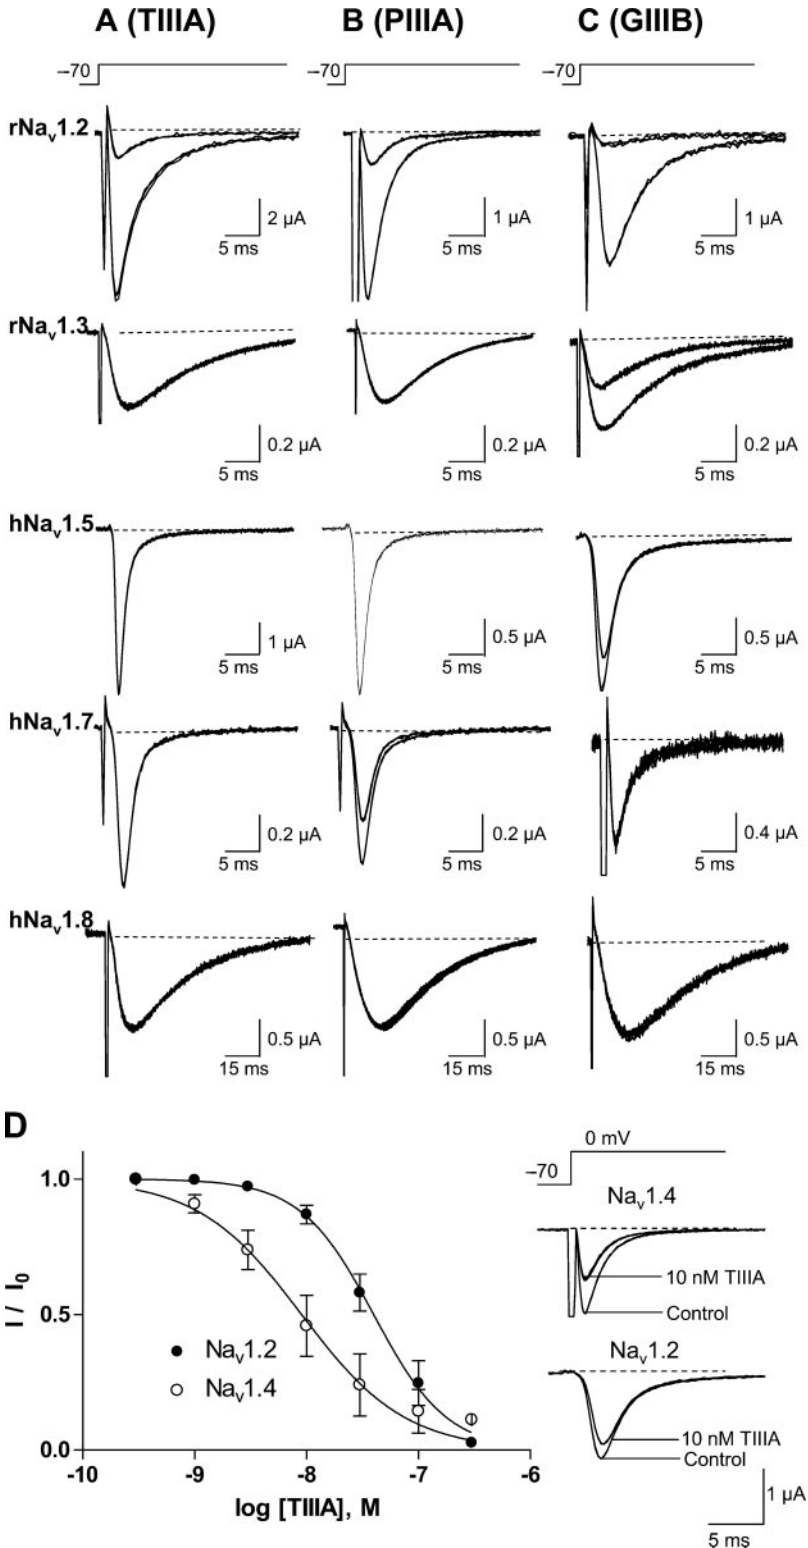 A (TIIIA) B (PIIIA) C (GIIIB)
–70 –70 –70
rNav1.2
2 µA 1 µA 1 µA
5 ms 5 ms 5 ms
rNav1.3
0.2 µA 0.2 µA 0.2 µA
5 ms 5 ms 5 ms
hNav1.5
1 µA 0.5 µA 0.5 µA
5 ms 5 ms 5 ms
hNav1.7
0.2 µA 0.2 µA 0.4 µA
5 ms 5 ms 5 ms
hNav1.8
0.5 µA 0.5 µA 0.5 µA
15 ms 15 ms 15 ms
D
1.0
0.5
0.0
I / I0
Nav1.2
Nav1.4
-10 -9 -8 -7 -6
log [TIIIA], M
0 mV
–70
Nav1.4
10 nM TIIIA
Control
Nav1.2
10 nM TIIIA
Control
1 µA
5 ms